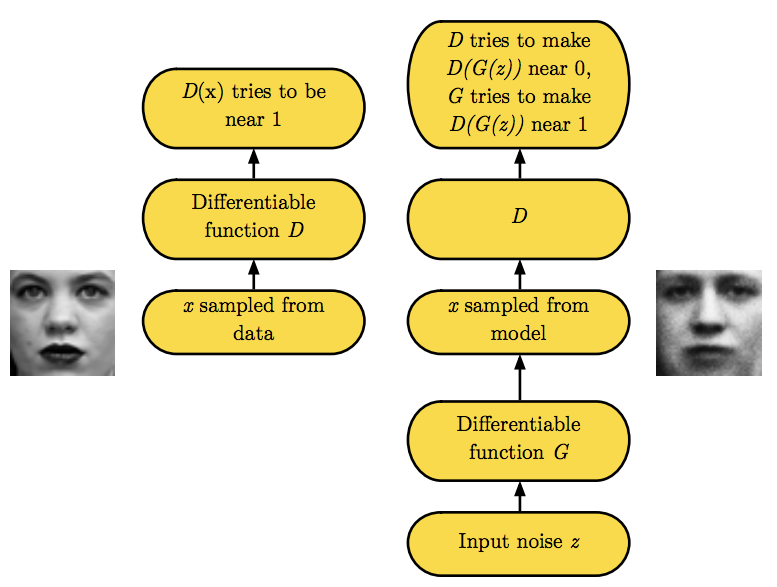 D(x) tries to be
near 1
Differentiable
function D
x sampled from
data
D tries to make
D(G(z)) near 0,
G tries to make
D(G(z)) near 1
D
x sampled from
model
Differentiable
function G
Input noise z